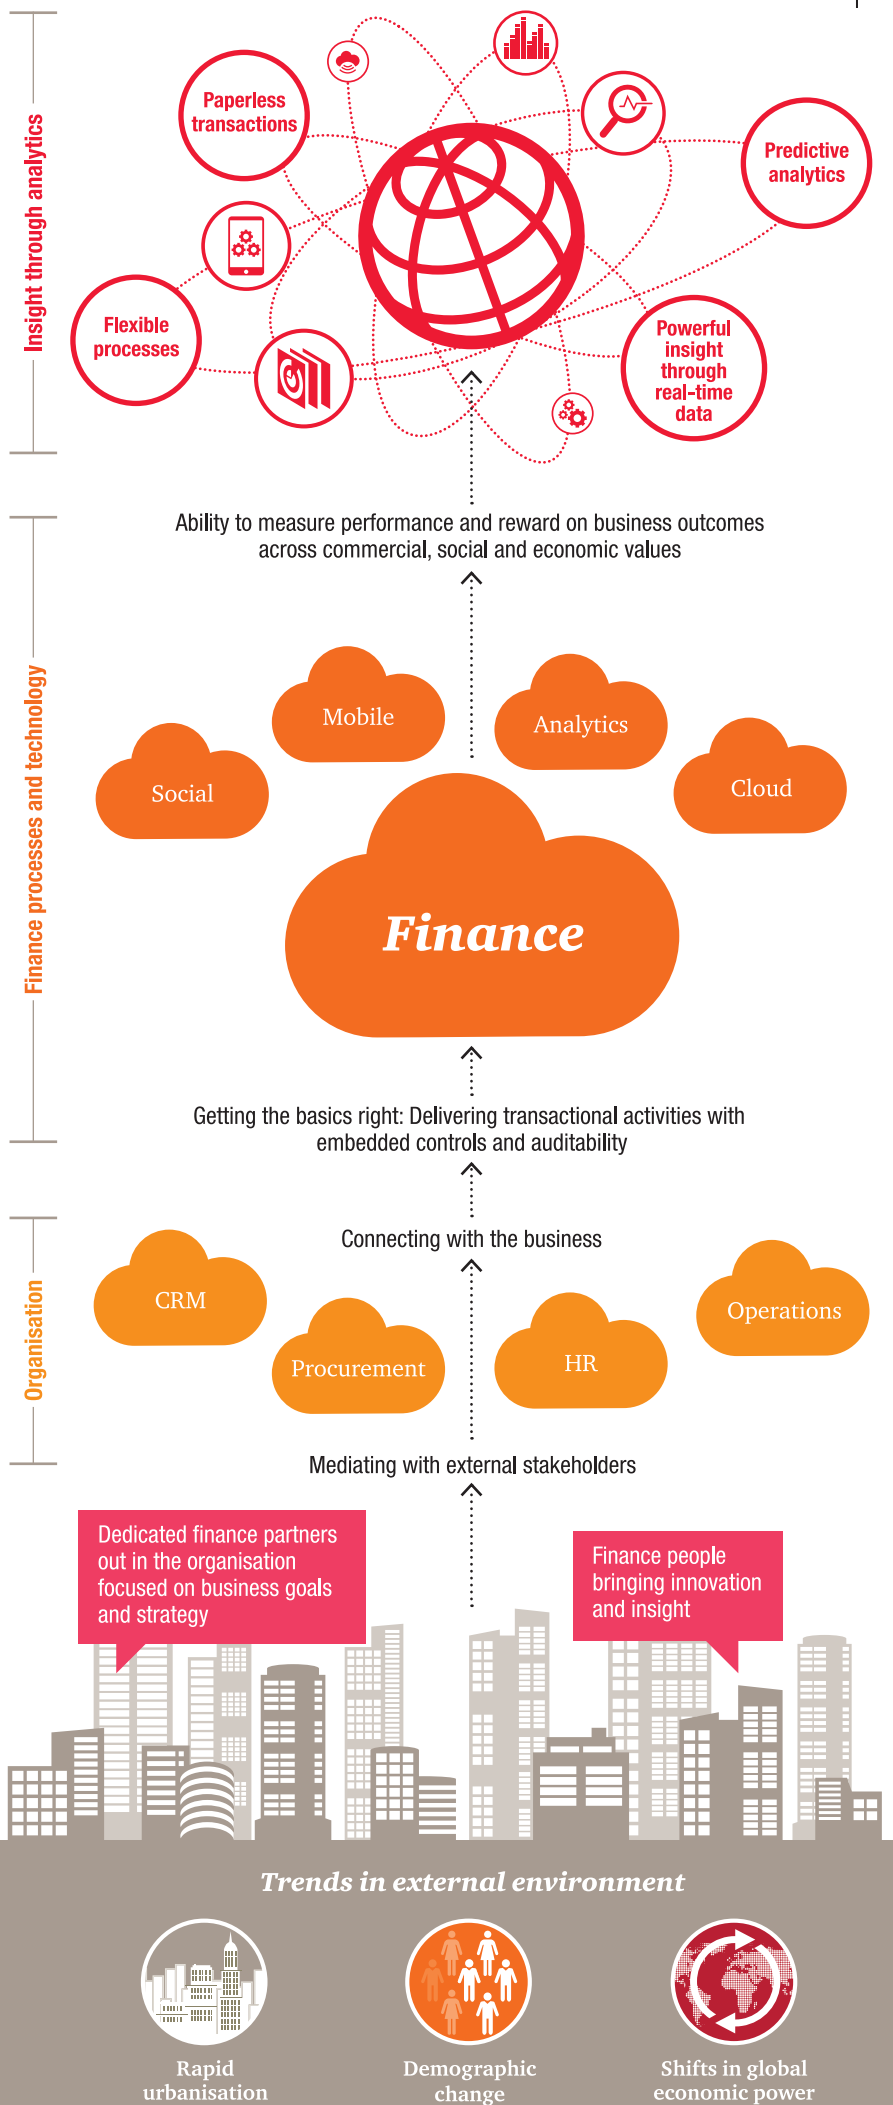 Insight through analytics
Paperless
transactions
Predictive
analytics
Flexible
processes
Powerful
insight
through
real-time
data
Ability to measure performance and reward on business outcomes
across commercial, social and economic values
Finance processes and technology
Mobile
Analytics
Social
Cloud
Finance
Getting the basics right: Delivering transactional activities with
embedded controls and auditability
Organisation
Connecting with the business
CRM
Procurement
HR
Operations
Mediating with external stakeholders
Dedicated finance partners
out in the organisation
focused on business goals
and strategy
Finance people
bringing innovation
and insight
Trends in external environment
Rapid
urbanisation
Demographic
change
Shifts in global
economic power